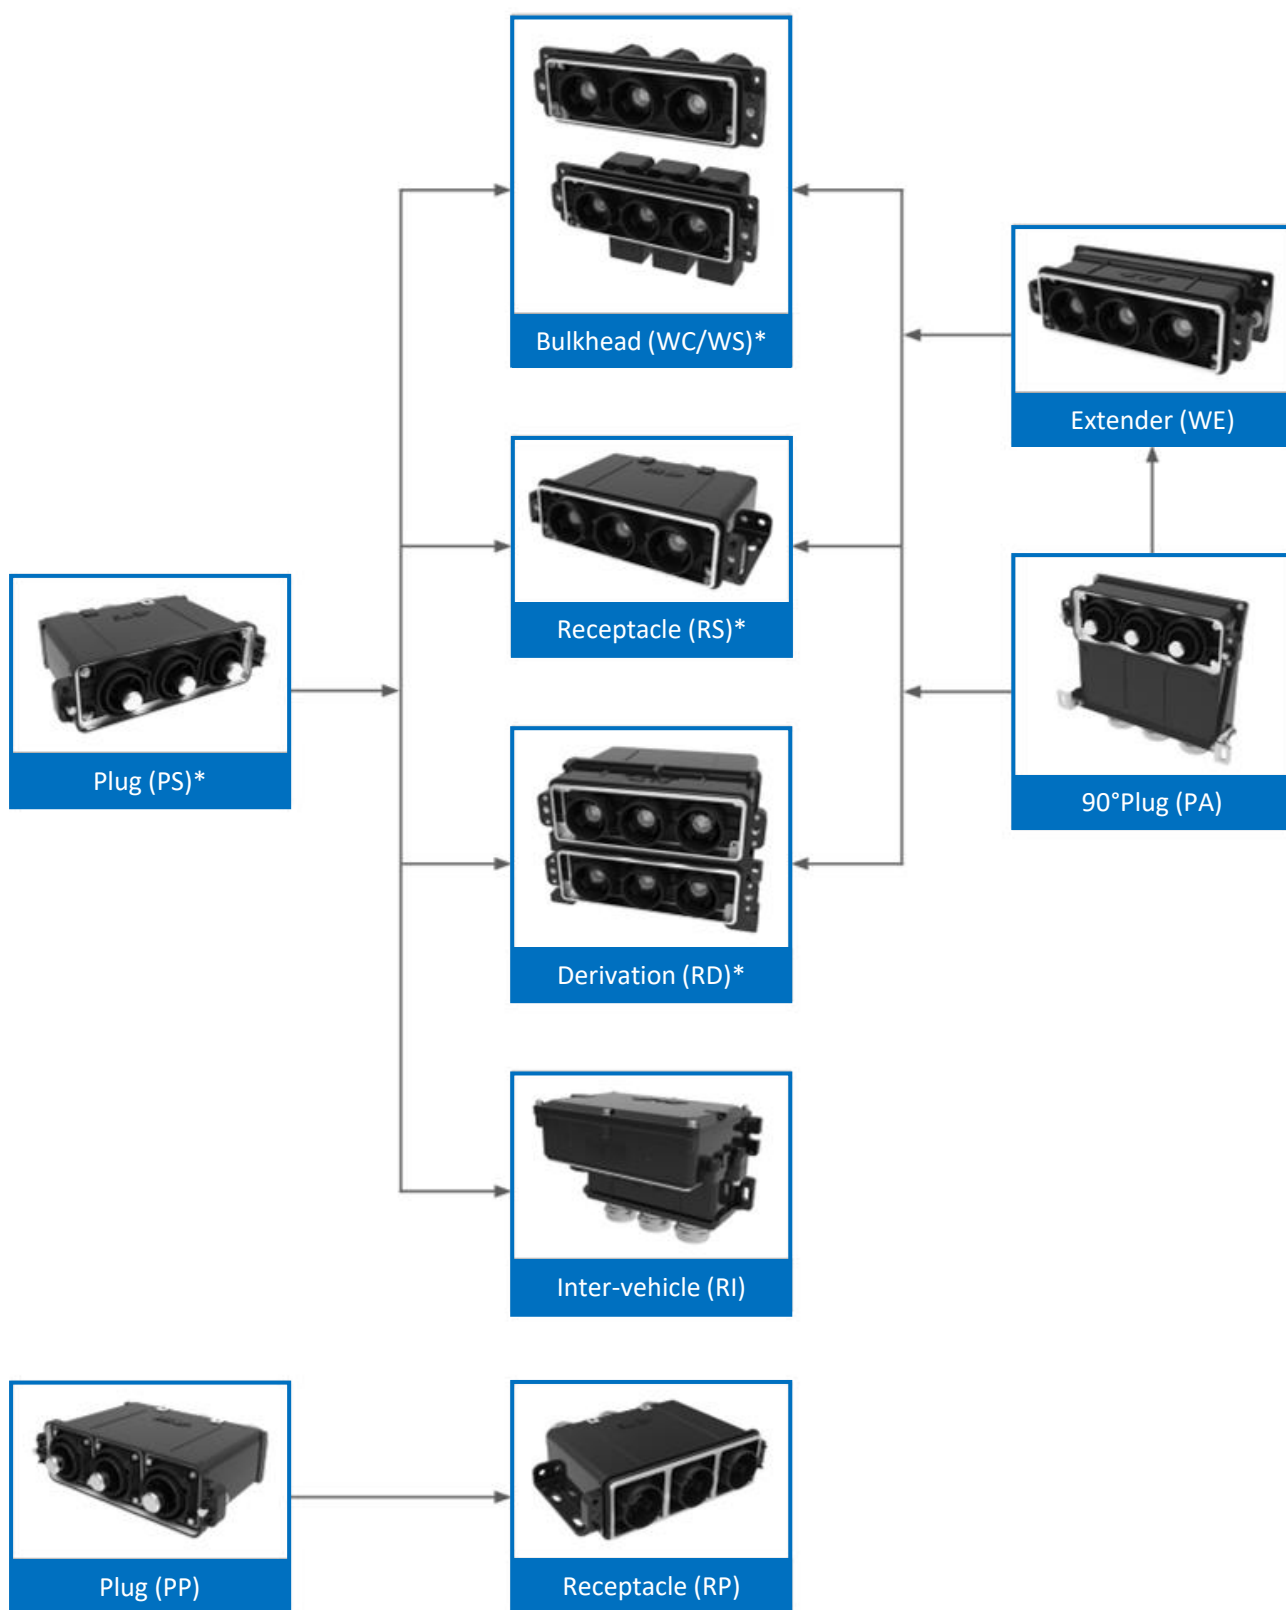 Bulkhead (WC/WS)*
Extender (WE)
Receptacle (RS)*
Plug (PS)*
90°Plug (PA)
Derivation (RD)*
Inter-vehicle (RI)
Plug (PP)
Receptacle (RP)